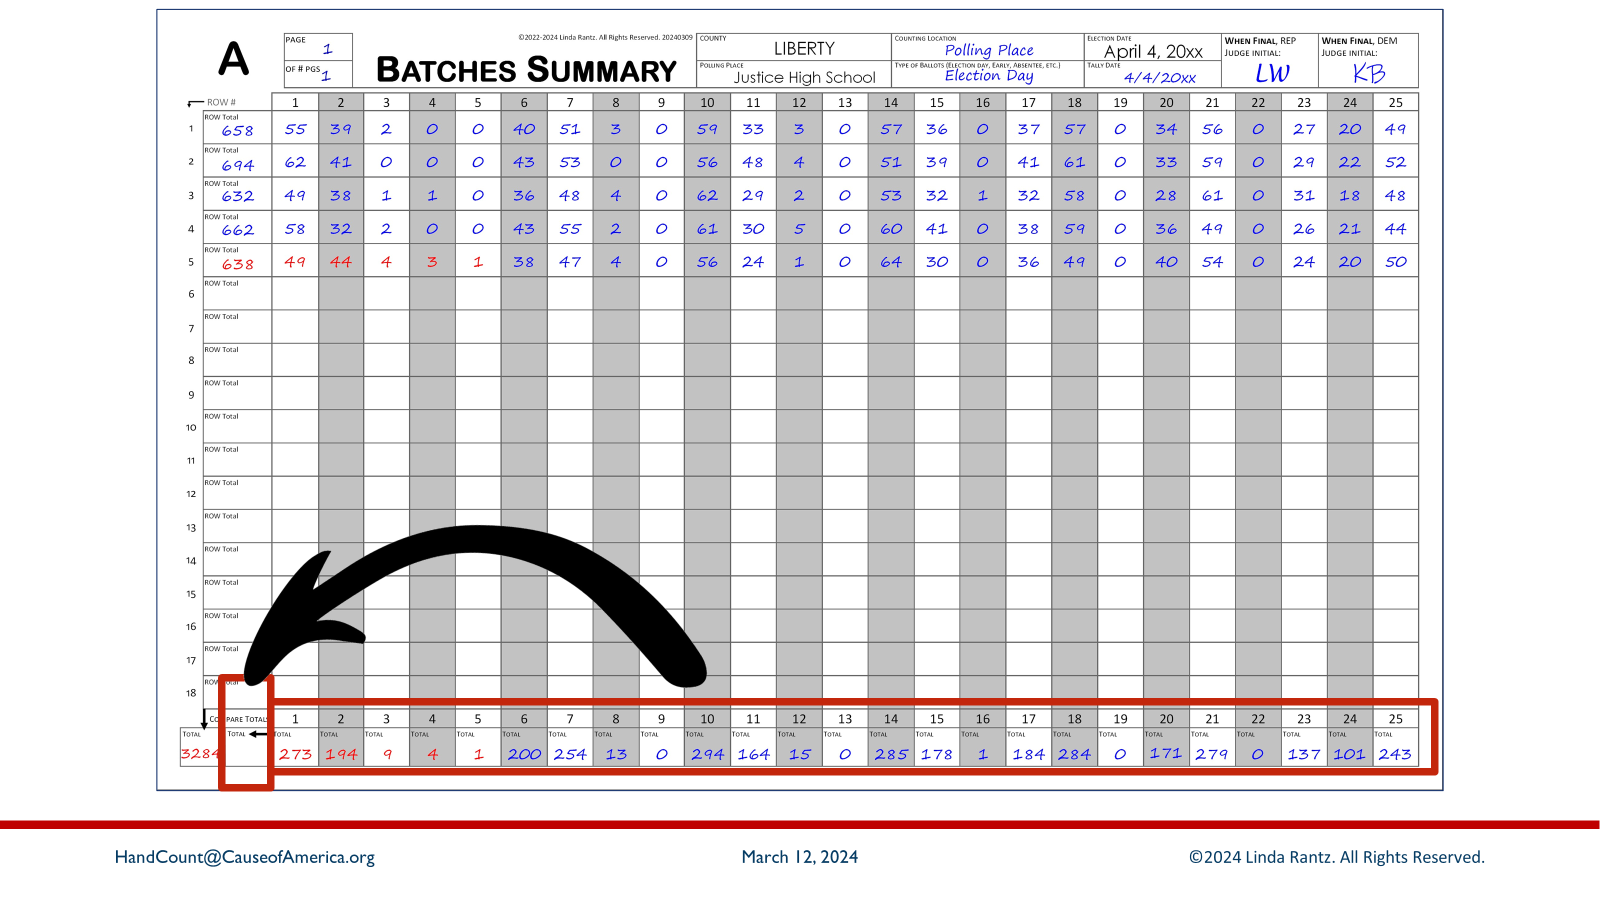 A
PAGE 1
OF # PGS 1
©2022-2024 Linda Rantz. All Rights Reserved. 20240309
BATCHES SUMMARY
COUNTY LIBERTY
POLLING PLACE Justice High School
COUNTING LOCATION Polling Place
TYPE OF BALLOTS (ELECTION DAY, EARLY, ABSENTEE, ETC.) Election Day
ELECTION DATE April 4, 20xx
TALLY DATE 4/4/20xx
WHEN FINAL, REP JUDGE INITIAL: LW
WHEN FINAL, DEM JUDGE INITIAL: KB
ROW # 1 2 3 4 5 6 7 8 9 10 11 12 13 14 15 16 17 18 19 20 21 22 23 24 25
1 ROW Total 658 55 39 2 0 0 40 51 3 0 59 33 3 0 57 36 0 37 57 0 34 56 0 27 20 49
2 ROW Total 694 62 41 0 0 0 43 53 0 0 56 48 4 0 51 39 0 41 61 0 33 59 0 29 22 52
3 ROW Total 632 49 38 1 1 0 36 48 4 0 62 29 2 0 53 32 1 32 58 0 28 61 0 31 18 48
4 ROW Total 662 58 32 2 0 0 43 55 2 0 61 30 5 0 60 41 0 38 59 0 36 49 0 26 21 44
5 ROW Total 638 49 44 4 3 1 38 47 4 0 56 24 1 0 64 30 0 36 49 0 40 54 0 24 20 50
6 ROW Total
7 ROW Total
8 ROW Total
9 ROW Total
10 ROW Total
11 ROW Total
12 ROW Total
13 ROW Total
14 ROW Total
15 ROW Total
16 ROW Total
17 ROW Total
18 ROW Total
COMPARE TOTALS 1 2 3 4 5 6 7 8 9 10 11 12 13 14 15 16 17 18 19 20 21 22 23 24 25
TOTAL TOTAL TOTAL TOTAL TOTAL TOTAL TOTAL TOTAL TOTAL TOTAL TOTAL TOTAL TOTAL TOTAL TOTAL TOTAL TOTAL TOTAL TOTAL TOTAL TOTAL TOTAL TOTAL TOTAL TOTAL TOTAL TOTAL
3284 273 194 9 4 1 200 254 13 0 294 164 15 0 285 178 1 184 284 0 171 279 0 137 101 243
HandCount@CauseofAmerica.org
March 12, 2024
©2024 Linda Rantz. All Rights Reserved.